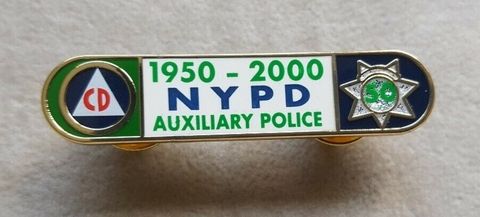 CD
1950 - 2000
NYPD
AUXILIARY POLICE